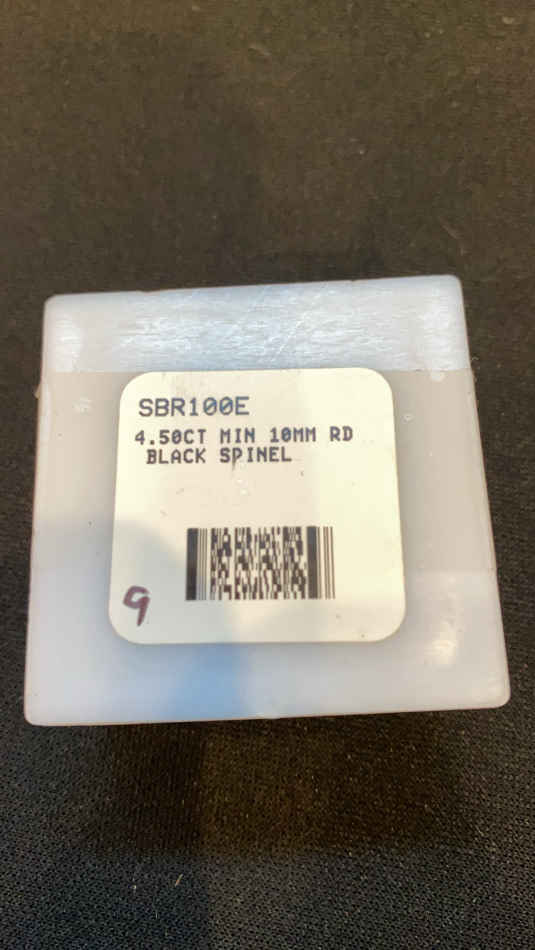 SBR100E
4.50CT MIN 10MM RD
BLACK SPINEL
9